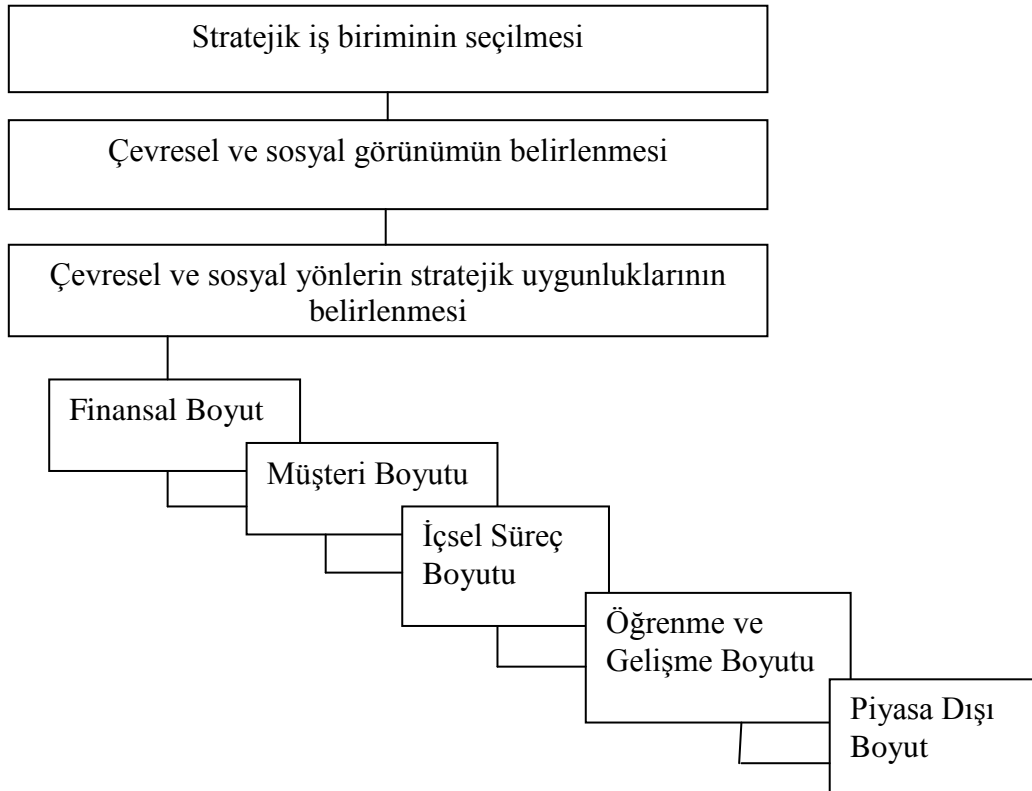 Stratejik iş biriminin seçilmesi
Çevresel ve sosyal görünümün belirlenmesi
Çevresel ve sosyal yönlerin stratejik uygunluklarının
belirlenmesi
Finansal Boyut
Müşteri Boyutu
İçsel Süreç
Boyutu
Öğrenme ve
Gelişme Boyutu
Piyasa Dışı
Boyut